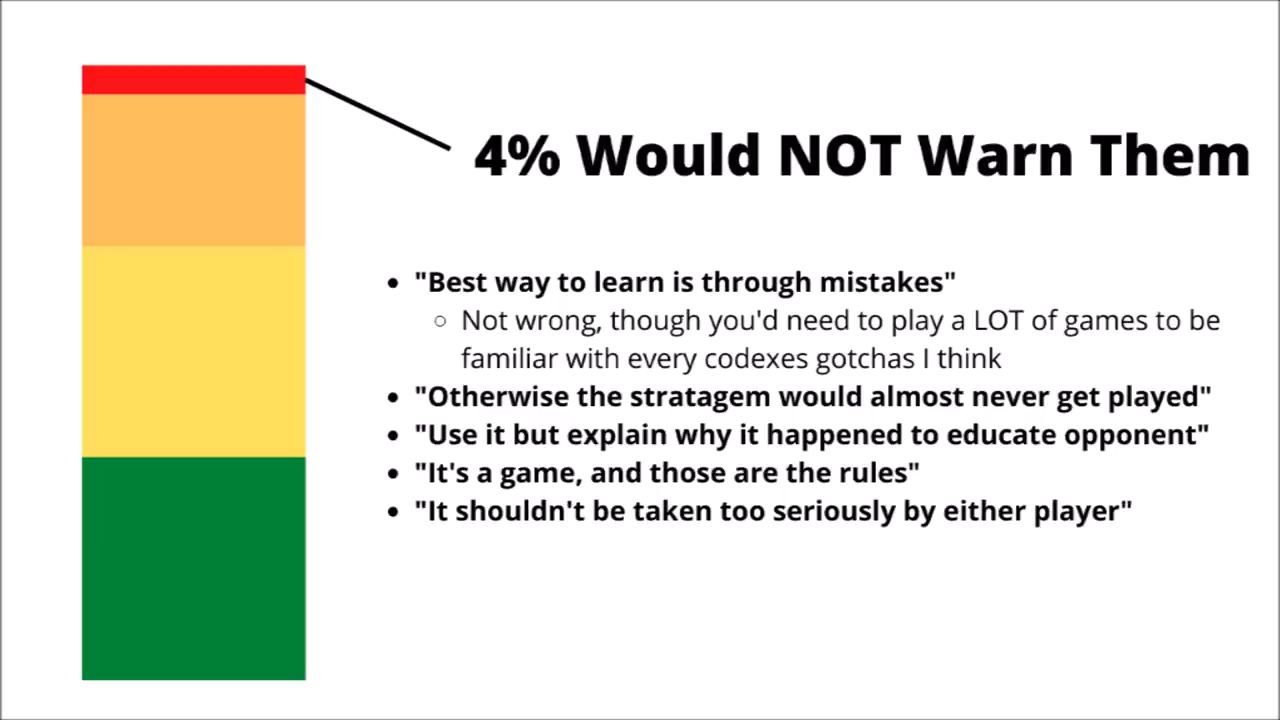 4% Would NOT Warn Them
• "Best way to learn is through mistakes"
○ Not wrong, though you'd need to play a LOT of games to be
familiar with every codexes gotchas I think
• "Otherwise the stratagem would almost never get played"
• "Use it but explain why it happened to educate opponent"
• "It's a game, and those are the rules"
• "It shouldn't be taken too seriously by either player"